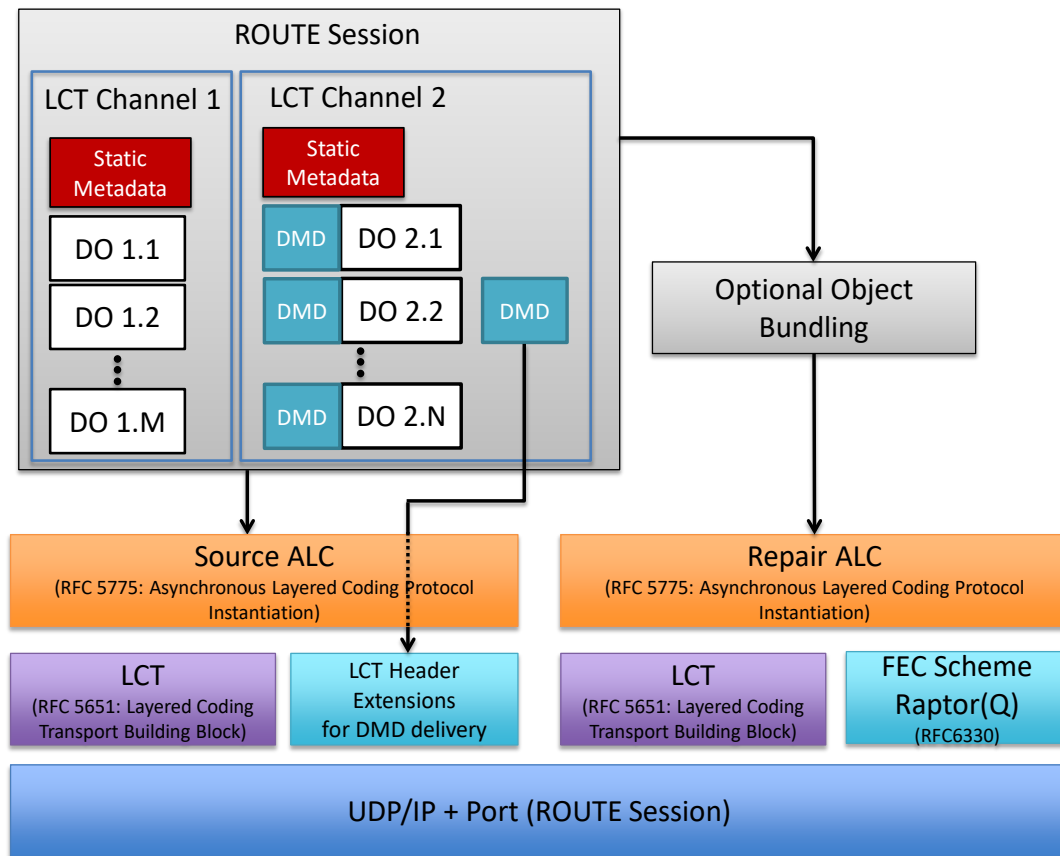 ROUTE Session
LCT Channel 1
Static
Metadata
DO 1.1
DO 1.2
DO 1.M
LCT Channel 2
Static
Metadata
DMD
DO 2.1
DMD
DO 2.2
DMD
DMD
DO 2.N
Optional Object
Bundling
Source ALC
(RFC 5775: Asynchronous Layered Coding Protocol
Instantiation)
Repair ALC
(RFC 5775: Asynchronous Layered Coding Protocol
Instantiation)
LCT
(RFC 5651: Layered Coding
Transport Building Block)
LCT Header
Extensions
for DMD delivery
LCT
(RFC 5651: Layered Coding
Transport Building Block)
FEC Scheme
Raptor(Q)
(RFC6330)
UDP/IP + Port (ROUTE Session)